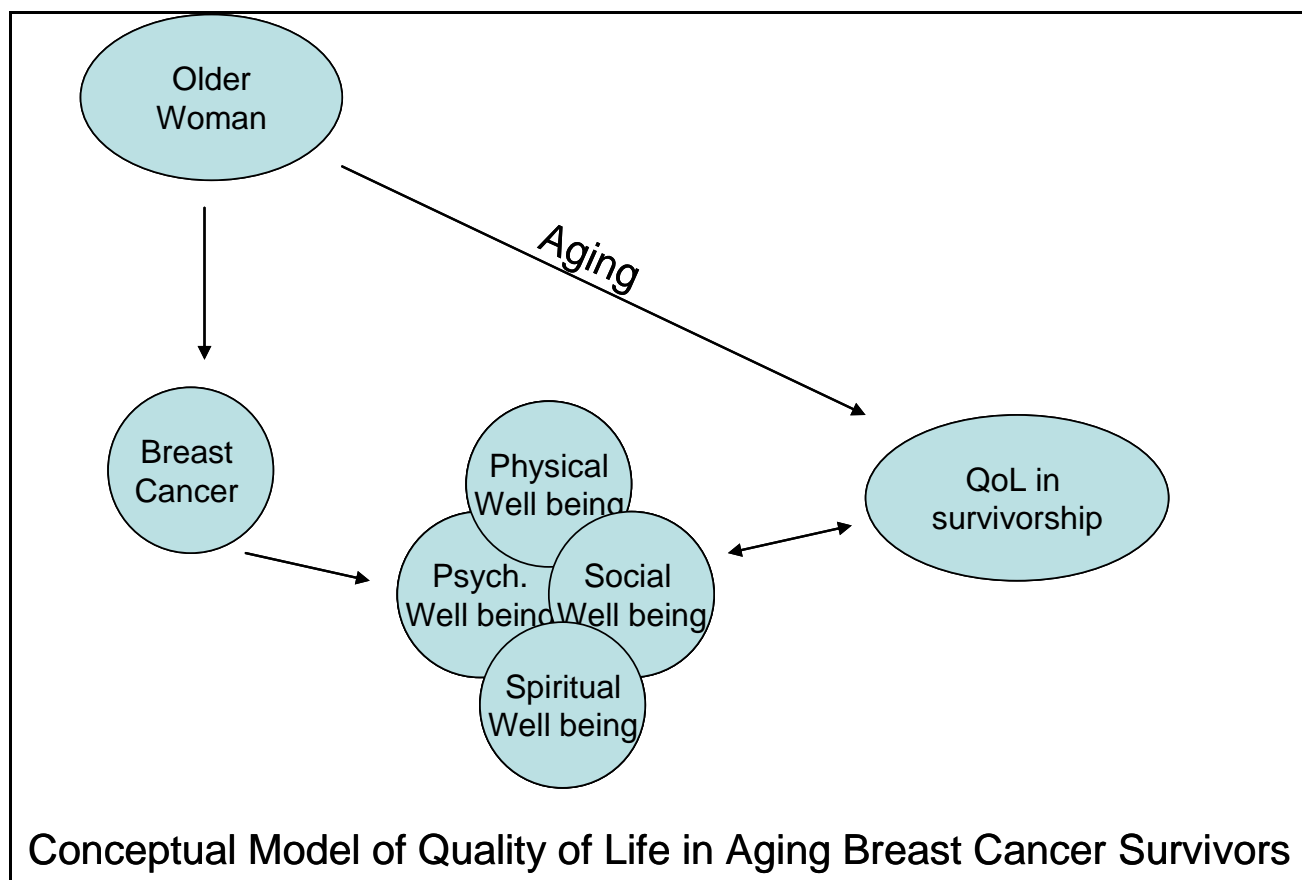 Older
Woman
Aging
Breast
Cancer
Physical
Well being
QoL in
survivorship
Psych.
Well being
Social
Well being
Spiritual
Well being
Conceptual Model of Quality of Life in Aging Breast Cancer Survivors